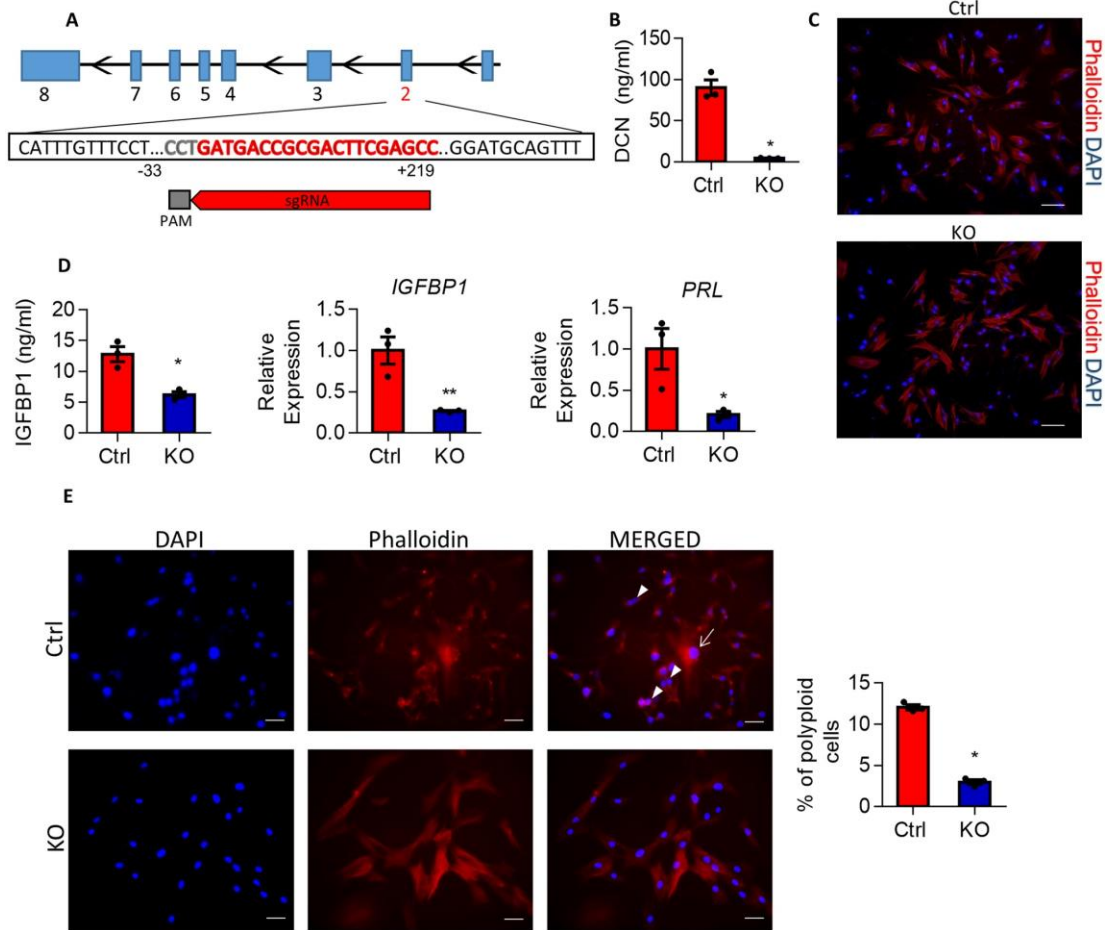 A
8 7 6 5 4 3 2
CATTTGTTTCCT...CCTGATGACCGCGACTTCGAGCC..GGATGCAGTTT
-33 +219
sgRNA
PAM
B
DCN (ng/ml)
150
100
50
0
*
Ctrl KO
C
Ctrl
Phalloidin DAPI
KO
Phalloidin DAPI
D
IGFBP1 (ng/ml)
20
15
10
5
0
*
Ctrl KO
IGFBP1
Relative
Expression
1.5
1.0
0.5
0.0
**
Ctrl KO
PRL
Relative
Expression
1.5
1.0
0.5
0.0
*
Ctrl KO
E
DAPI Phalloidin MERGED
Ctrl
KO
% of polyploid
cells
15
10
5
0
*
Ctrl KO